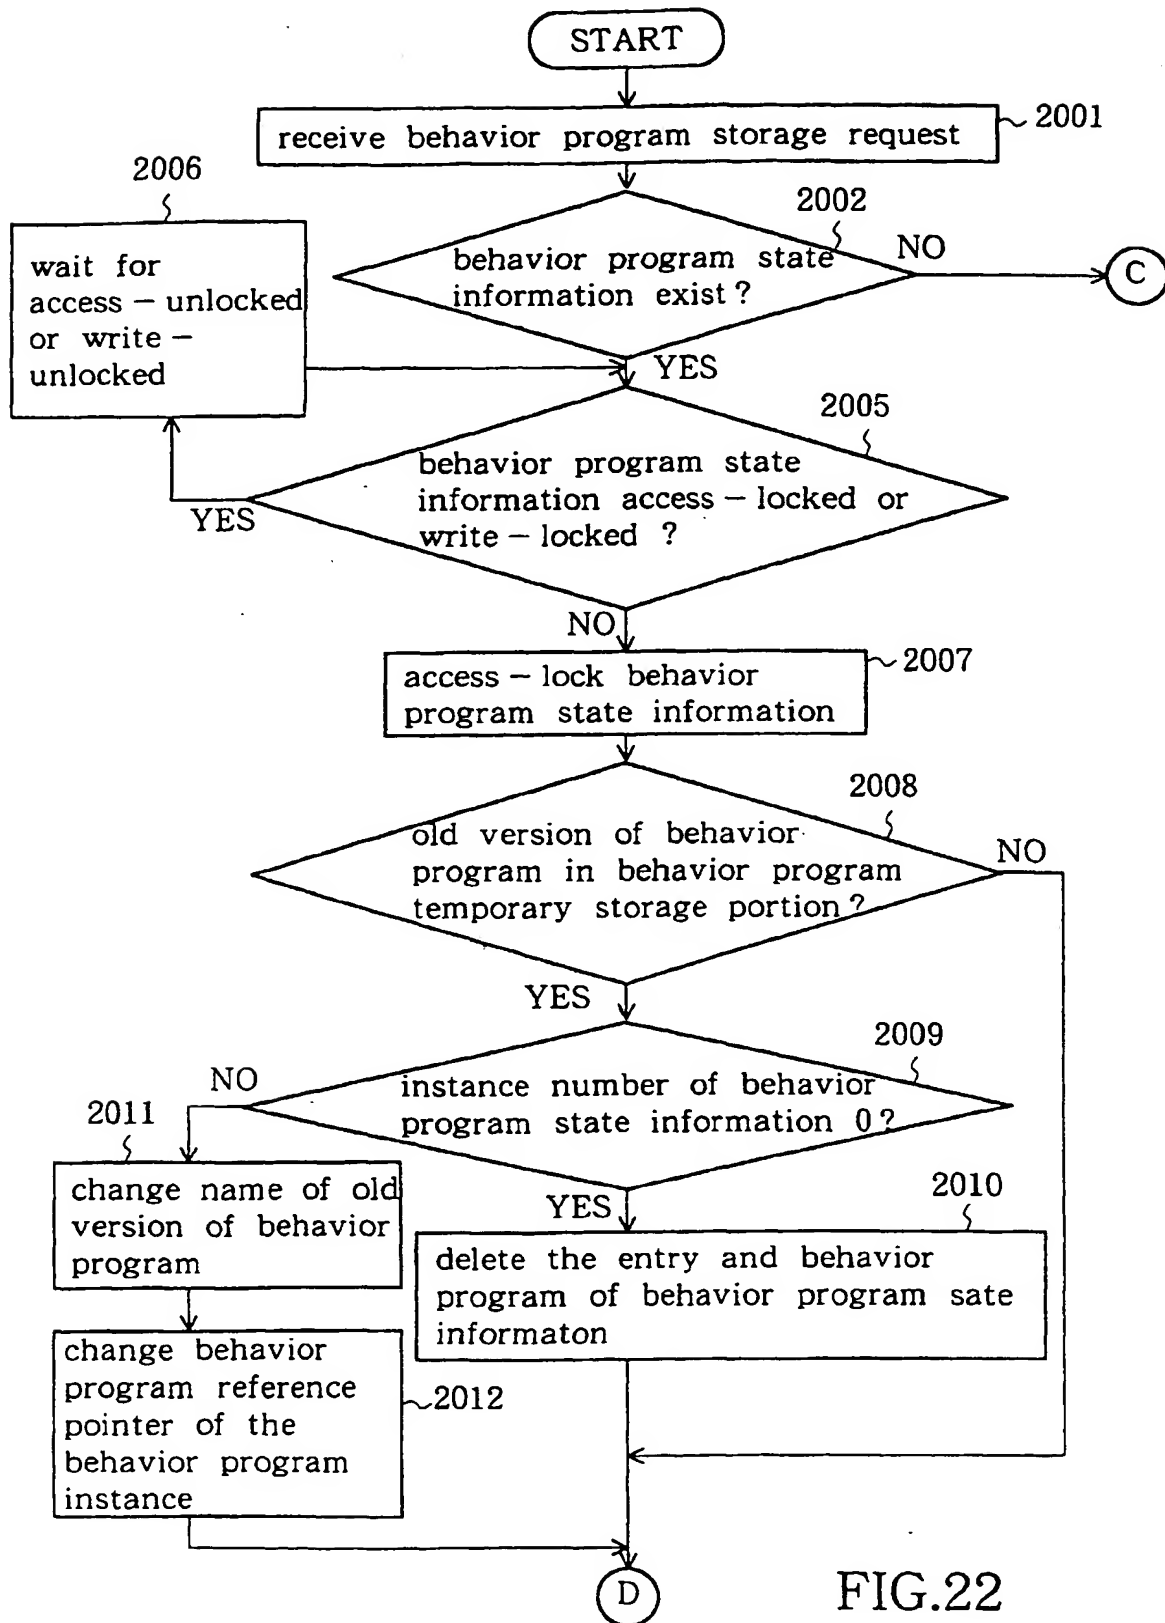 START
receive behavior program storage request
2001
2006
2002
wait for
access – unlocked
or write –
unlocked
behavior program state
information exist?
NO
C
YES
2005
behavior program state
information access – locked or
write – locked ?
YES
NO
2007
access – lock behavior
program state information
2008
old version of behavior
program in behavior program
temporary storage portion?
NO
YES
2009
instance number of behavior
program state information 0?
NO
2011
change name of old
version of behavior
program
YES
2010
delete the entry and behavior
program of behavior program sate
informaton
change behavior
program reference
pointer of the
behavior program
instance
2012
D
FIG.22